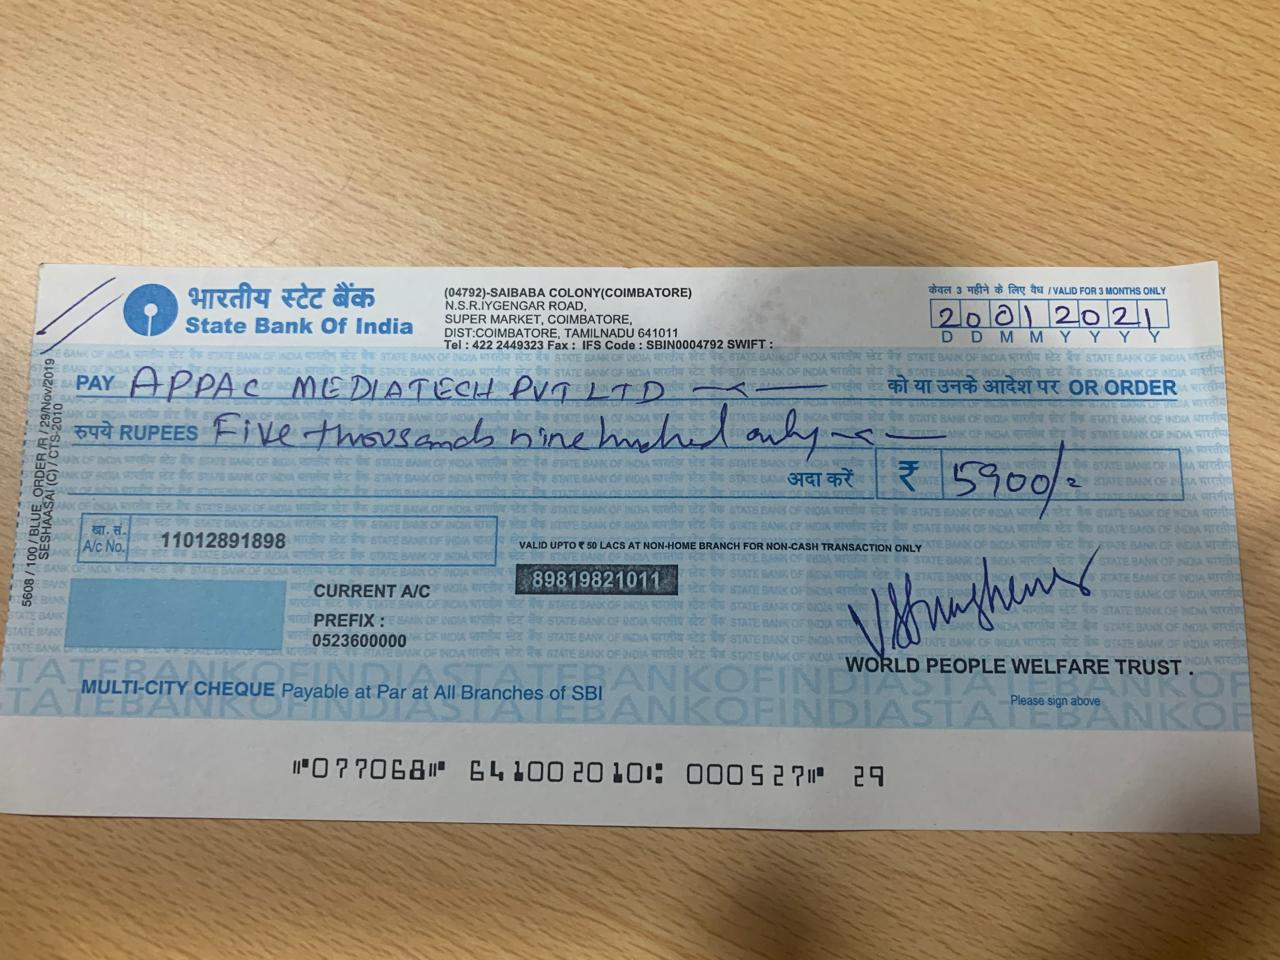 भारतीय स्टेट बैंक
State Bank Of India
(04792)-SAIBABA COLONY(COIMBATORE)
N.S.R.IYGENGAR ROAD,
SUPER MARKET, COIMBATORE,
DIST:COIMBATORE, TAMILNADU 641011
Tel : 422 2449323 Fax : IFS Code : SBIN0004792 SWIFT :
केवल 3 महीने के लिए वैध / VALID FOR 3 MONTHS ONLY
20012021
D D M M Y Y Y Y
PAY APPAC MEDIATECH PVT LTD को या उनके आदेश पर OR ORDER
रुपये RUPEES Five thousands nine hundred only
अदा करें ₹ 5900/=
खा. सं. A/c No. 11012891898
VALID UPTO ₹ 50 LACS AT NON-HOME BRANCH FOR NON-CASH TRANSACTION ONLY
89819821011
CURRENT A/C
PREFIX :
0523600000
WORLD PEOPLE WELFARE TRUST .
MULTI-CITY CHEQUE Payable at Par at All Branches of SBI
Please sign above
STATEBANKOFINDIASTATEBANKOFINDIASTATEBANKOF
⑈077068⑈ 641002010⑆ 000527⑈ 29
5608 / 100 / BLUE_ORDER /R/ /29/Nov/2019
SESHAASAI (C) / CTS-2010